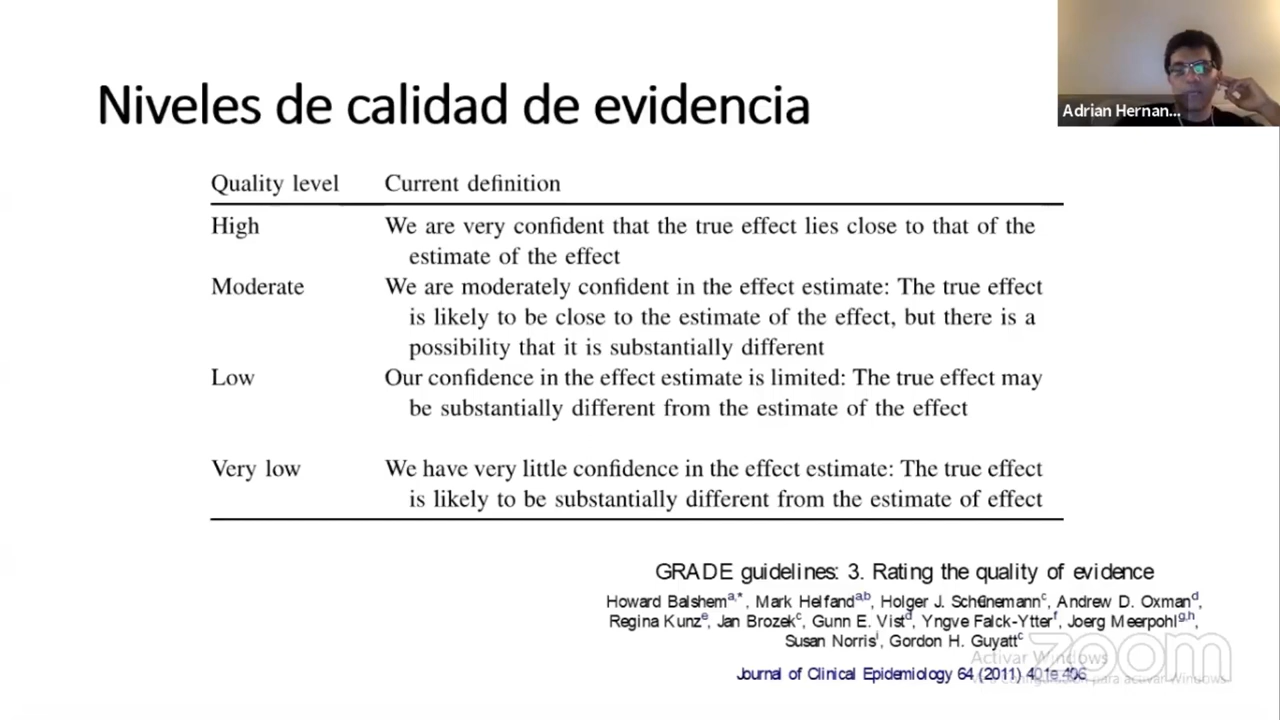 Niveles de calidad de evidencia
Adrian Hernan...
Quality level Current definition
High We are very confident that the true effect lies close to that of the
estimate of the effect
Moderate We are moderately confident in the effect estimate: The true effect
is likely to be close to the estimate of the effect, but there is a
possibility that it is substantially different
Low Our confidence in the effect estimate is limited: The true effect may
be substantially different from the estimate of the effect
Very low We have very little confidence in the effect estimate: The true effect
is likely to be substantially different from the estimate of effect
GRADE guidelines: 3. Rating the quality of evidence
Howard Balshem a,*, Mark Helfand a,b, Holger J. Schünemann c, Andrew D. Oxman d,
Regina Kunz e, Jan Brozek c, Gunn E. Vist d, Yngve Falck-Ytter f, Joerg Meerpohl g,h,
Susan Norris i, Gordon H. Guyatt c
Activar Windows
zoom
Journal of Clinical Epidemiology 64 (2011) 401e406
para activar Windows